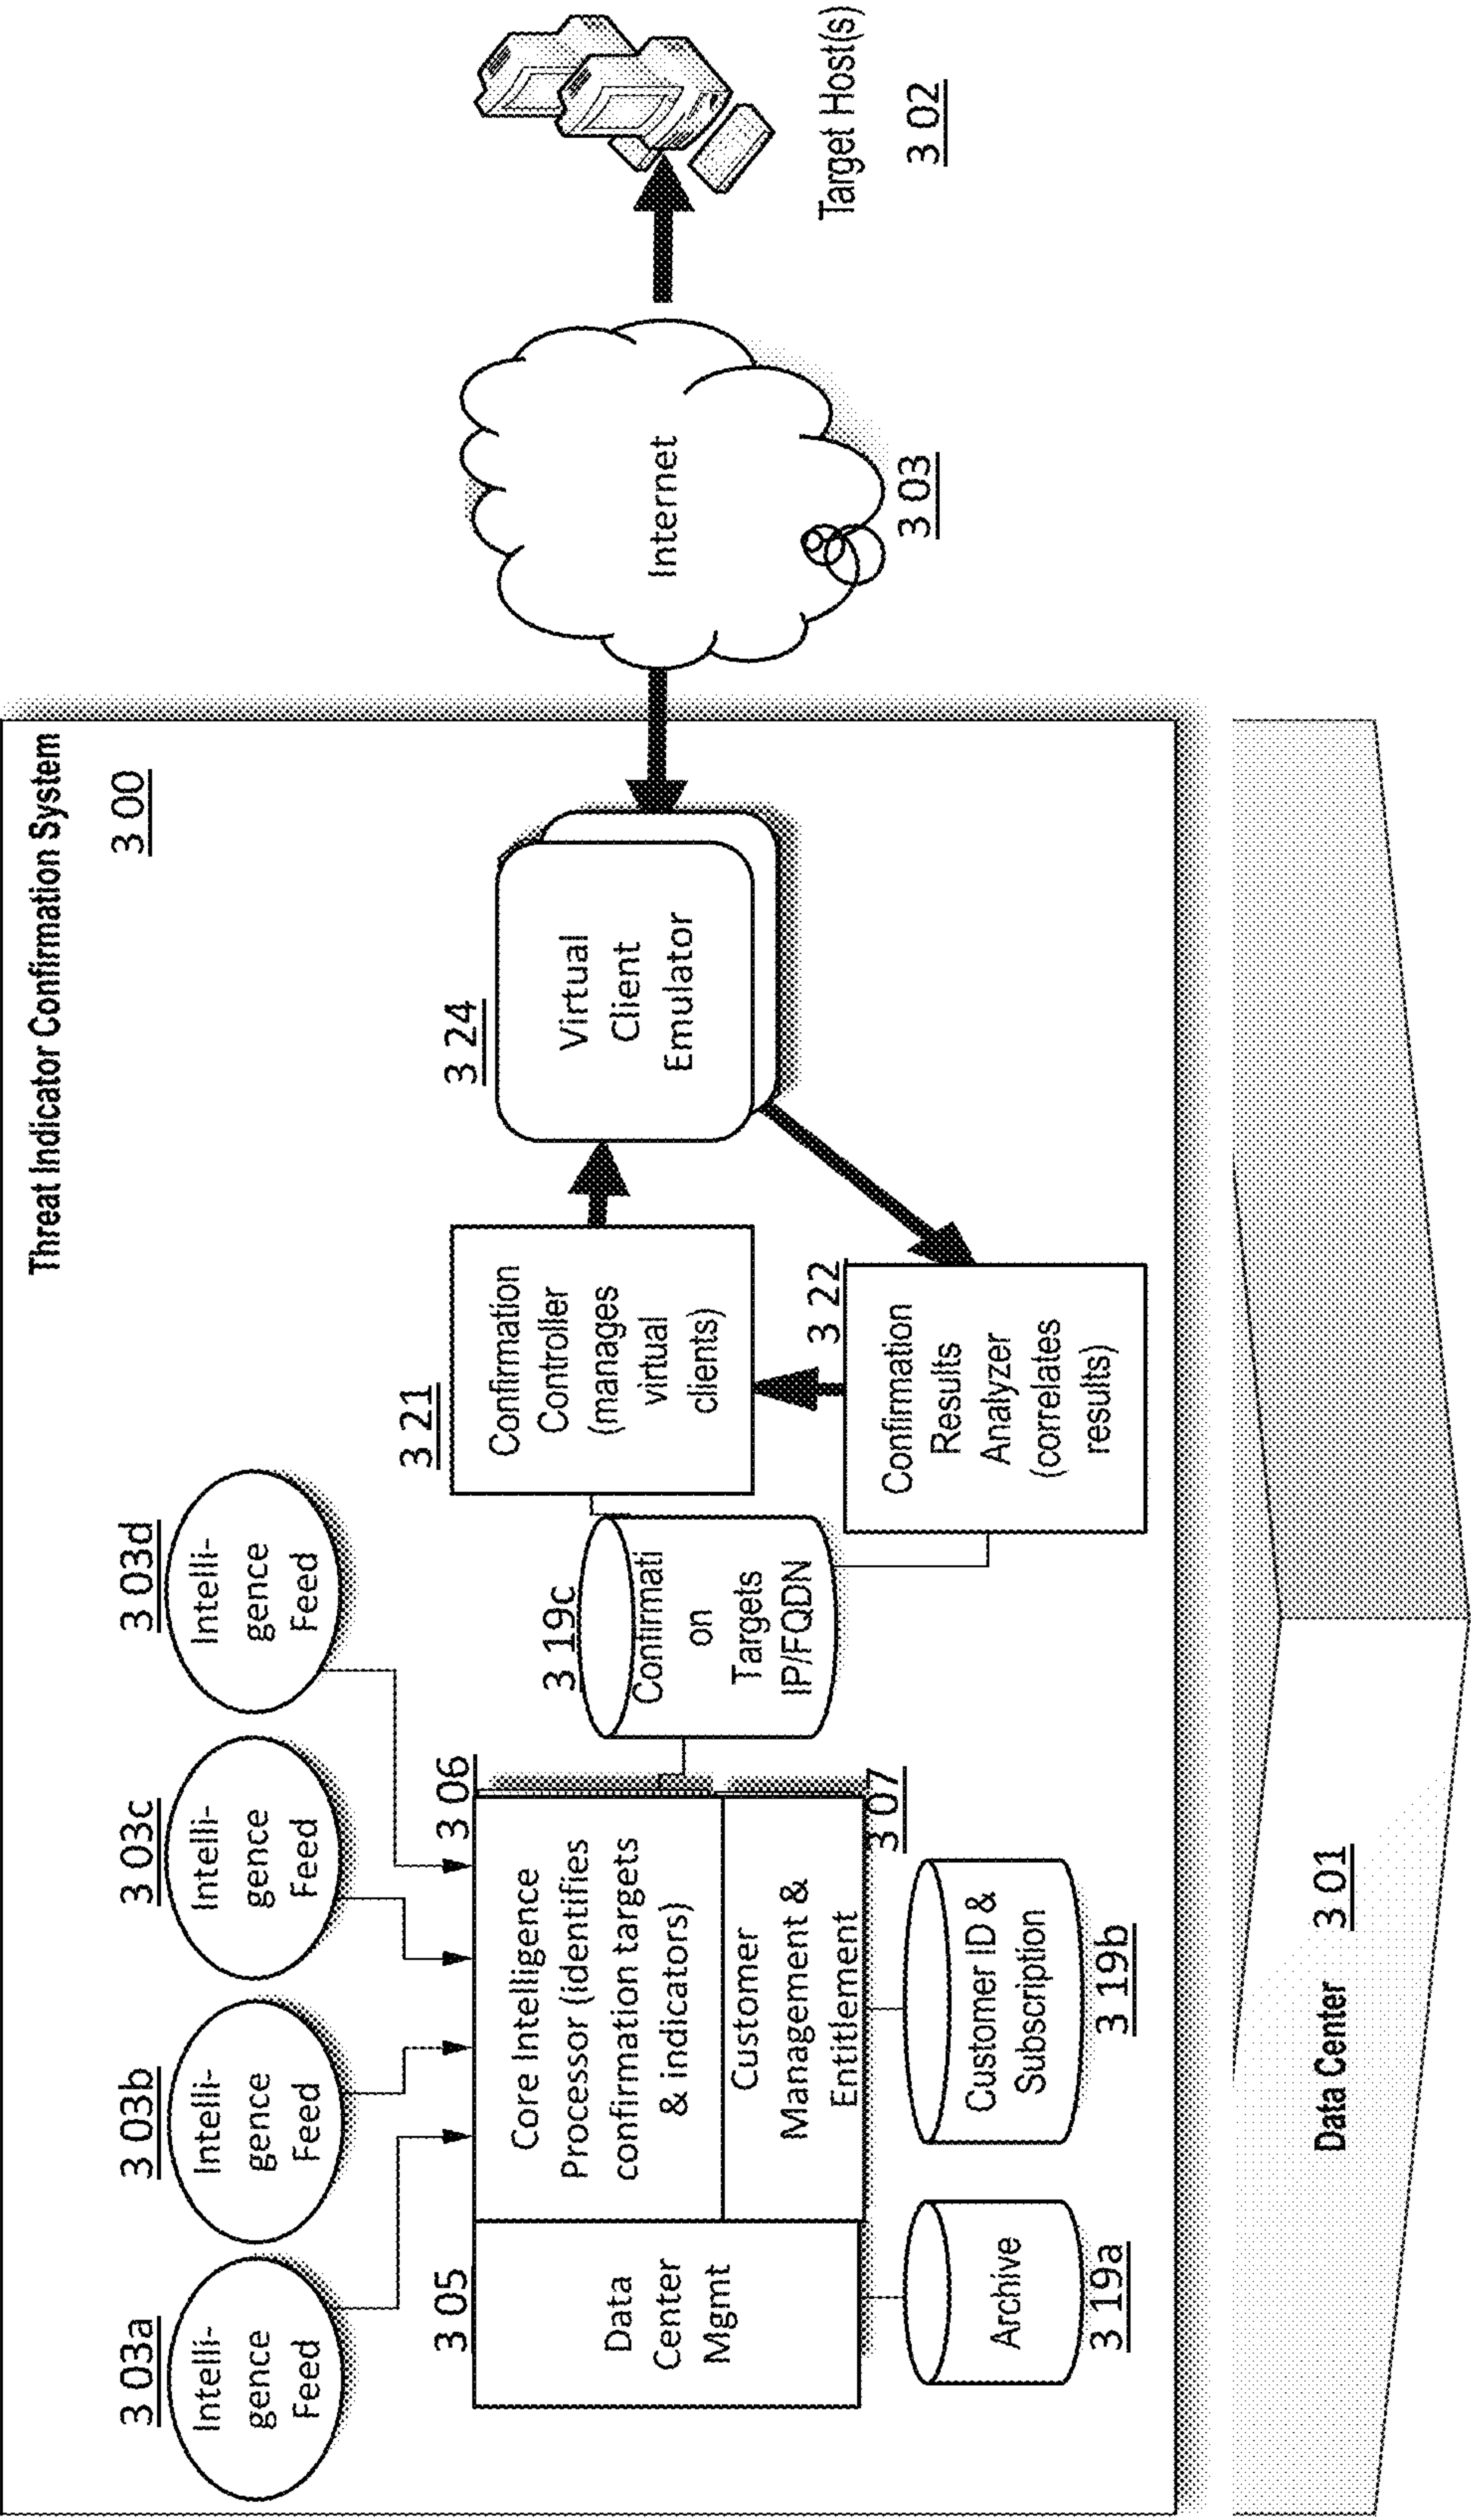 Threat Indicator Confirmation System
3 00
3 03a
Intelli-
gence
Feed
3 03b
Intelli-
gence
Feed
3 03c
Intelli-
gence
Feed
3 03d
Intelli-
gence
Feed
3 05
Data
Center
Mgmt
3 06
Core Intelligence
Processor (identifies
confirmation targets
& indicators)
Customer
Management &
Entitlement
3 07
Archive
3 19a
Customer ID &
Subscription
3 19b
3 19c
Confirmati
on
Targets
IP/FQDN
3 21
Confirmation
Controller
(manages
virtual
clients)
3 22
Confirmation
Results
Analyzer
(correlates
results)
3 24
Virtual
Client
Emulator
Internet
3 03
Target Host(s)
3 02
Data Center 3 01